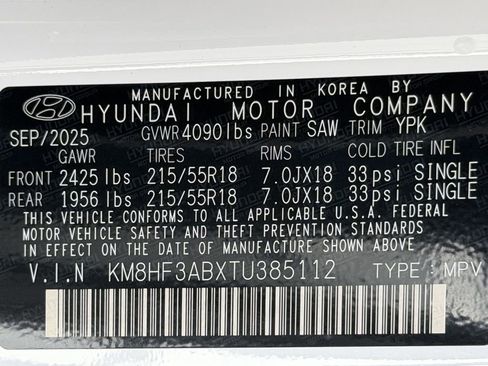 MANUFACTURED IN KOREA BY
HYUNDAI MOTOR COMPANY
SEP/2025 GVWR 4090 lbs PAINT SAW TRIM YPK
GAWR TIRES RIMS COLD TIRE INFL
FRONT 2425 lbs 215/55R18 7.0JX18 33psi SINGLE
REAR 1956 lbs 215/55R18 7.0JX18 33psi SINGLE
THIS VEHICLE CONFORMS TO ALL APPLICABLE U.S. FEDERAL
MOTOR VEHICLE SAFETY AND THEFT PREVENTION STANDARDS
IN EFFECT ON THE DATE OF MANUFACTURE SHOWN ABOVE.
V.I.N KM8HF3ABXTU385112 TYPE : MPV